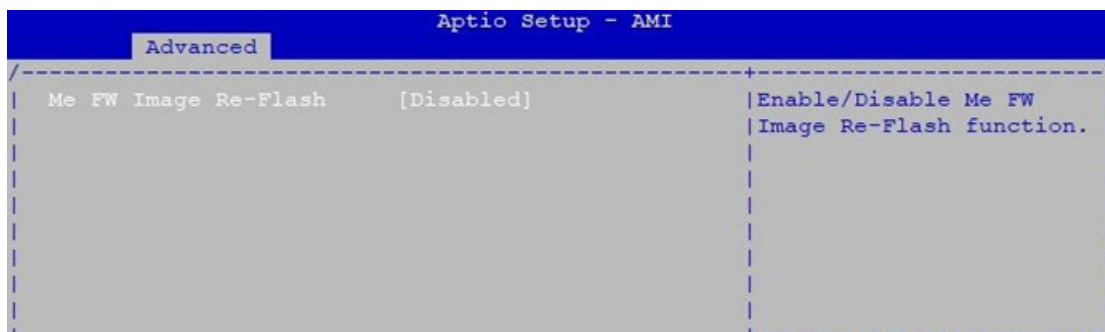 Aptio Setup - AMI
Advanced
Me FW Image Re-Flash [Disabled]
Enable/Disable Me FW
Image Re-Flash function.